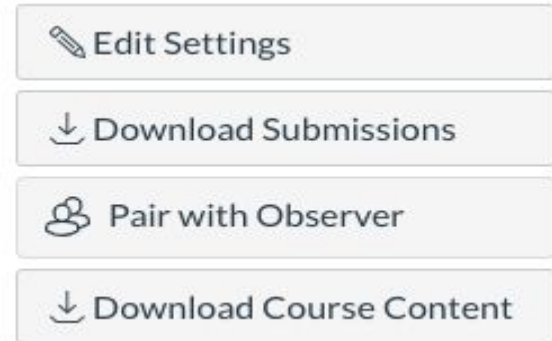 Edit Settings
Download Submissions
Pair with Observer
Download Course Content